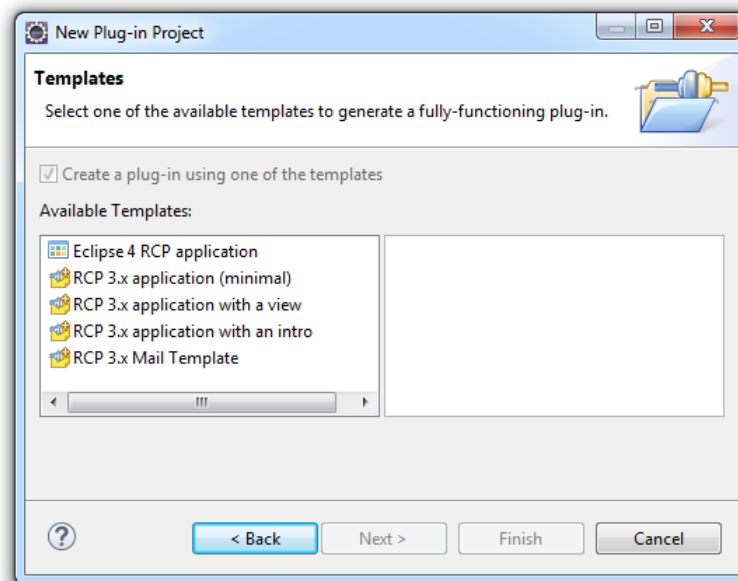 New Plug-in Project
Templates
Select one of the available templates to generate a fully-functioning plug-in.
Create a plug-in using one of the templates
Available Templates:
Eclipse 4 RCP application
RCP 3.x application (minimal)
RCP 3.x application with a view
RCP 3.x application with an intro
RCP 3.x Mail Template
< Back Next > Finish Cancel